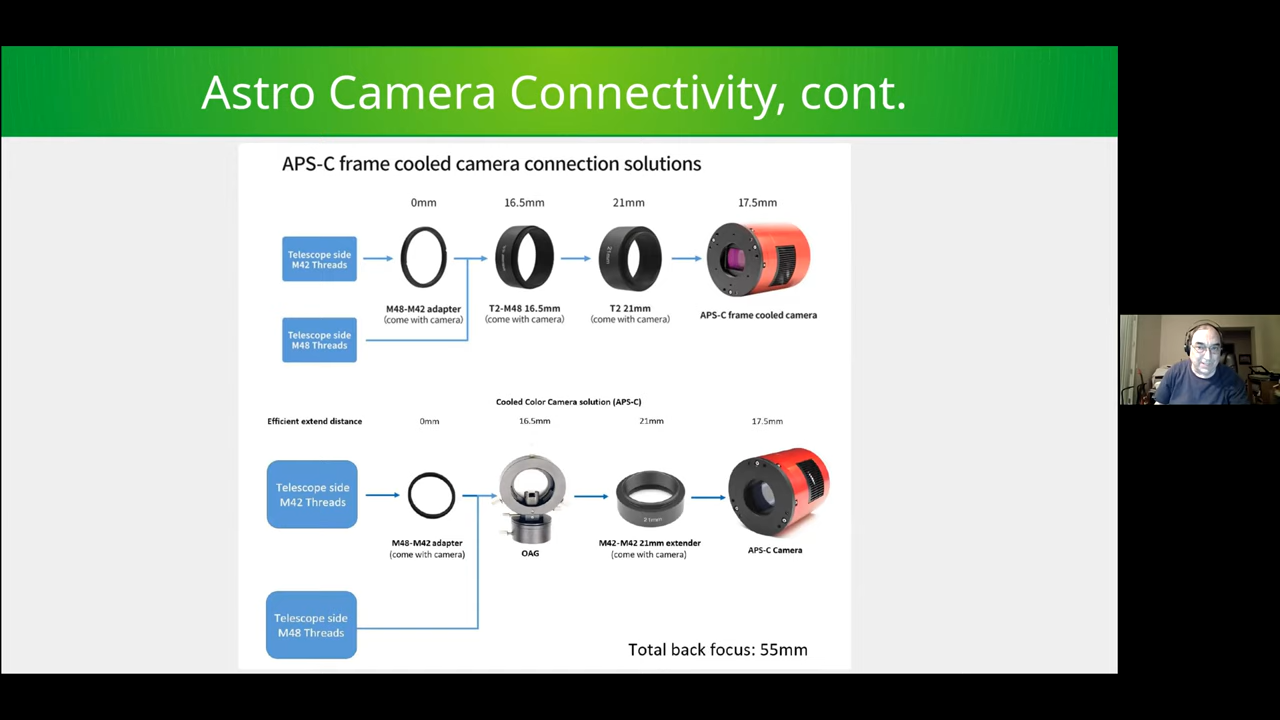 Astro Camera Connectivity, cont.
APS-C frame cooled camera connection solutions
0mm 16.5mm 21mm 17.5mm
Telescope side
M42 Threads
M48-M42 adapter
(come with camera)
T2-M48 16.5mm
(come with camera)
T2 21mm
(come with camera)
APS-C frame cooled camera
21mm
Telescope side
M48 Threads
Cooled Color Camera solution (APS-C)
Efficient extend distance 0mm 16.5mm 21mm 17.5mm
Telescope side
M42 Threads
M48-M42 adapter
(come with camera)
OAG
21mm
M42-M42 21mm extender
(come with camera)
APS-C Camera
Telescope side
M48 Threads
Total back focus: 55mm